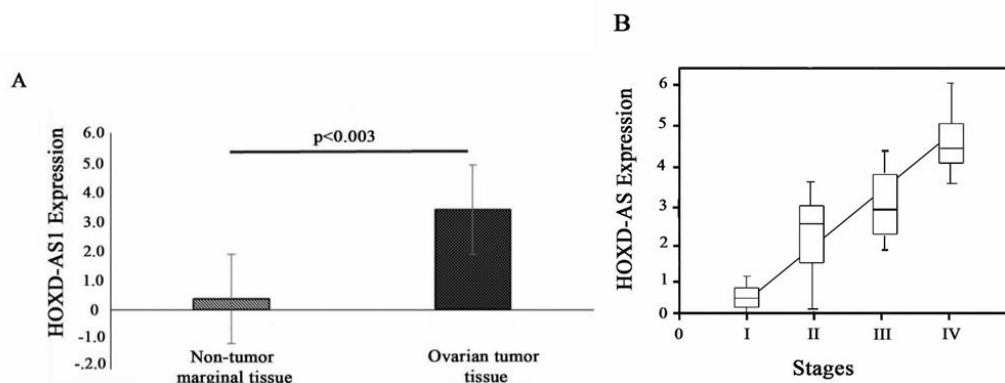 A
HOXD-AS1 Expression
6.0
5.0
4.0
3.0
2.0
1.0
0
-1.0
-.2.0
p<0.003
Non-tumor
marginal tissue
Ovarian tumor
tissue
B
HOXD-AS Expression
6
5
4
3
2
1
0
0
I
II
III
IV
Stages